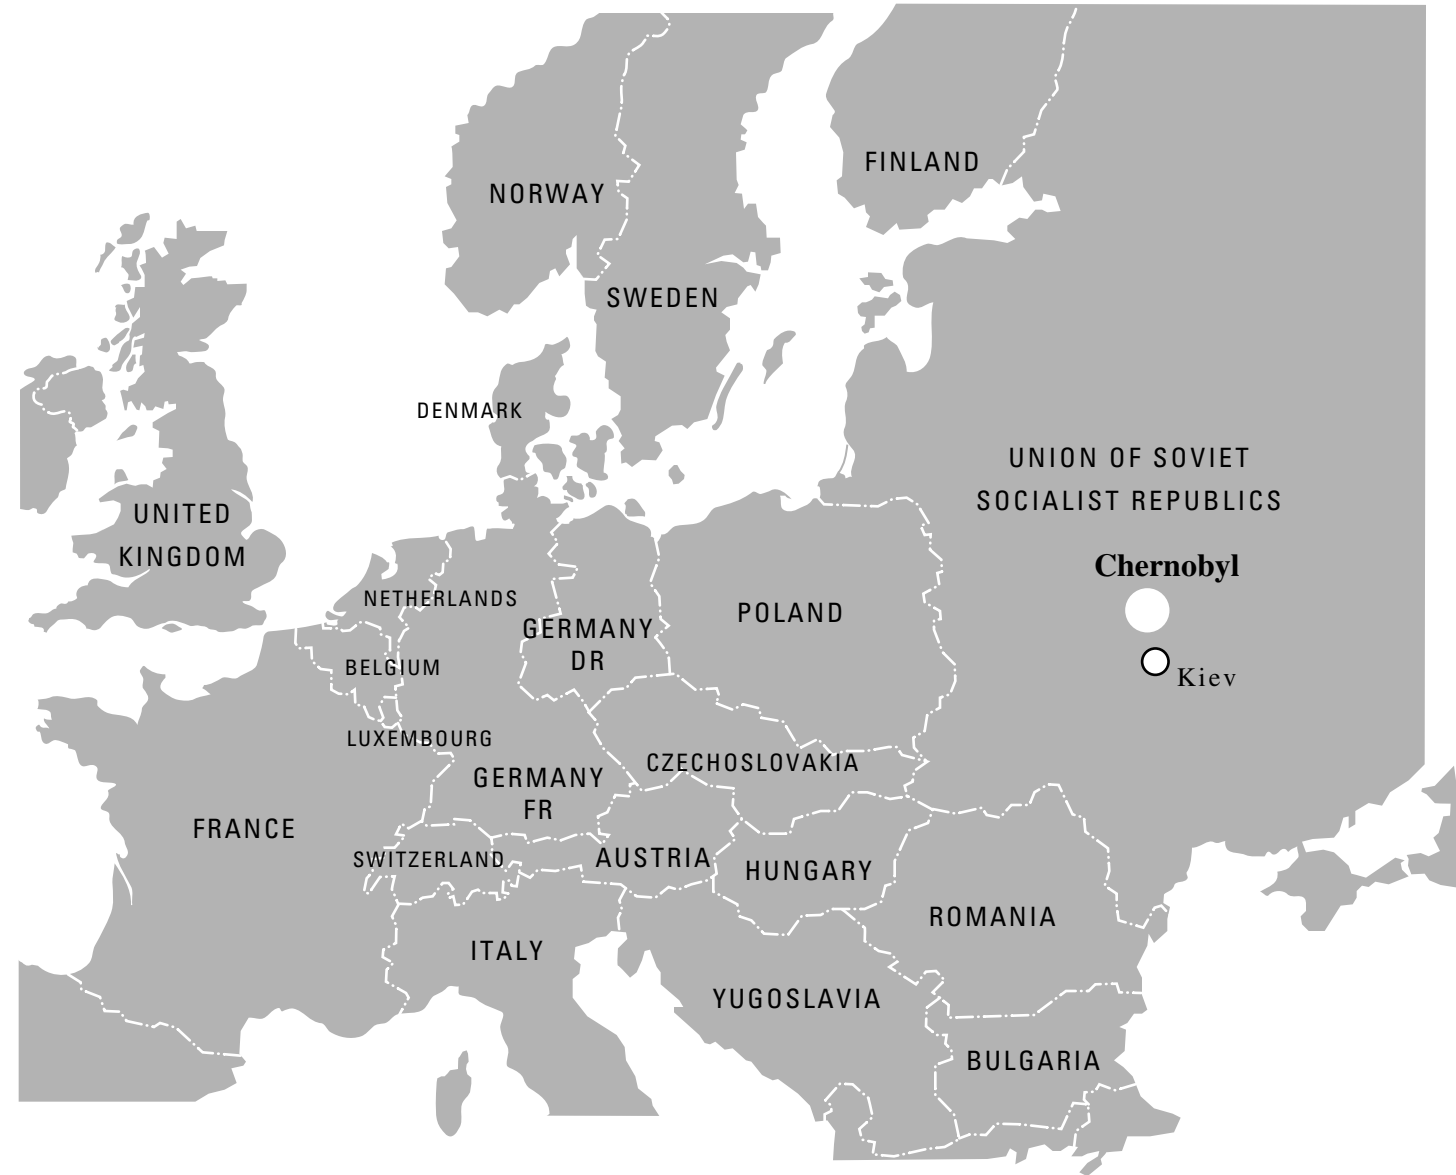 FINLAND
NORWAY
SWEDEN
DENMARK
UNION OF SOVIET
SOCIALIST REPUBLICS
UNITED
KINGDOM
Chernobyl
NETHERLANDS
POLAND
GERMANY
DR
BELGIUM
Kiev
LUXEMBOURG
CZECHOSLOVAKIA
GERMANY
FR
FRANCE
SWITZERLAND
AUSTRIA
HUNGARY
ROMANIA
ITALY
YUGOSLAVIA
BULGARIA